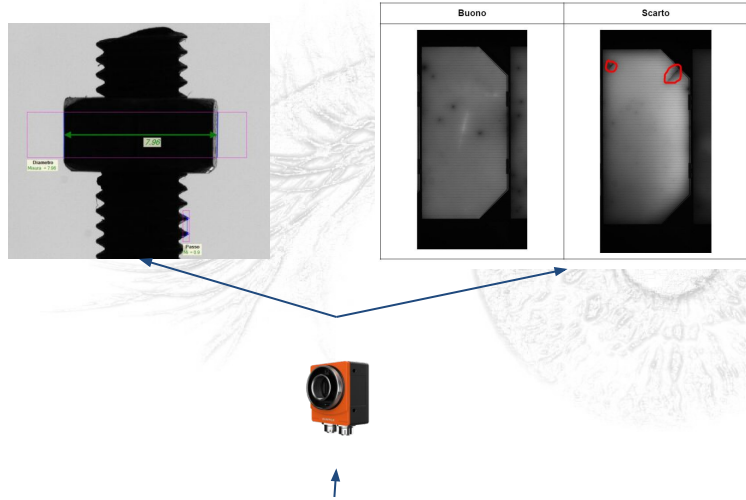 Buono
Scarto
7,96
Diametro
Misura = 7,96
Passo